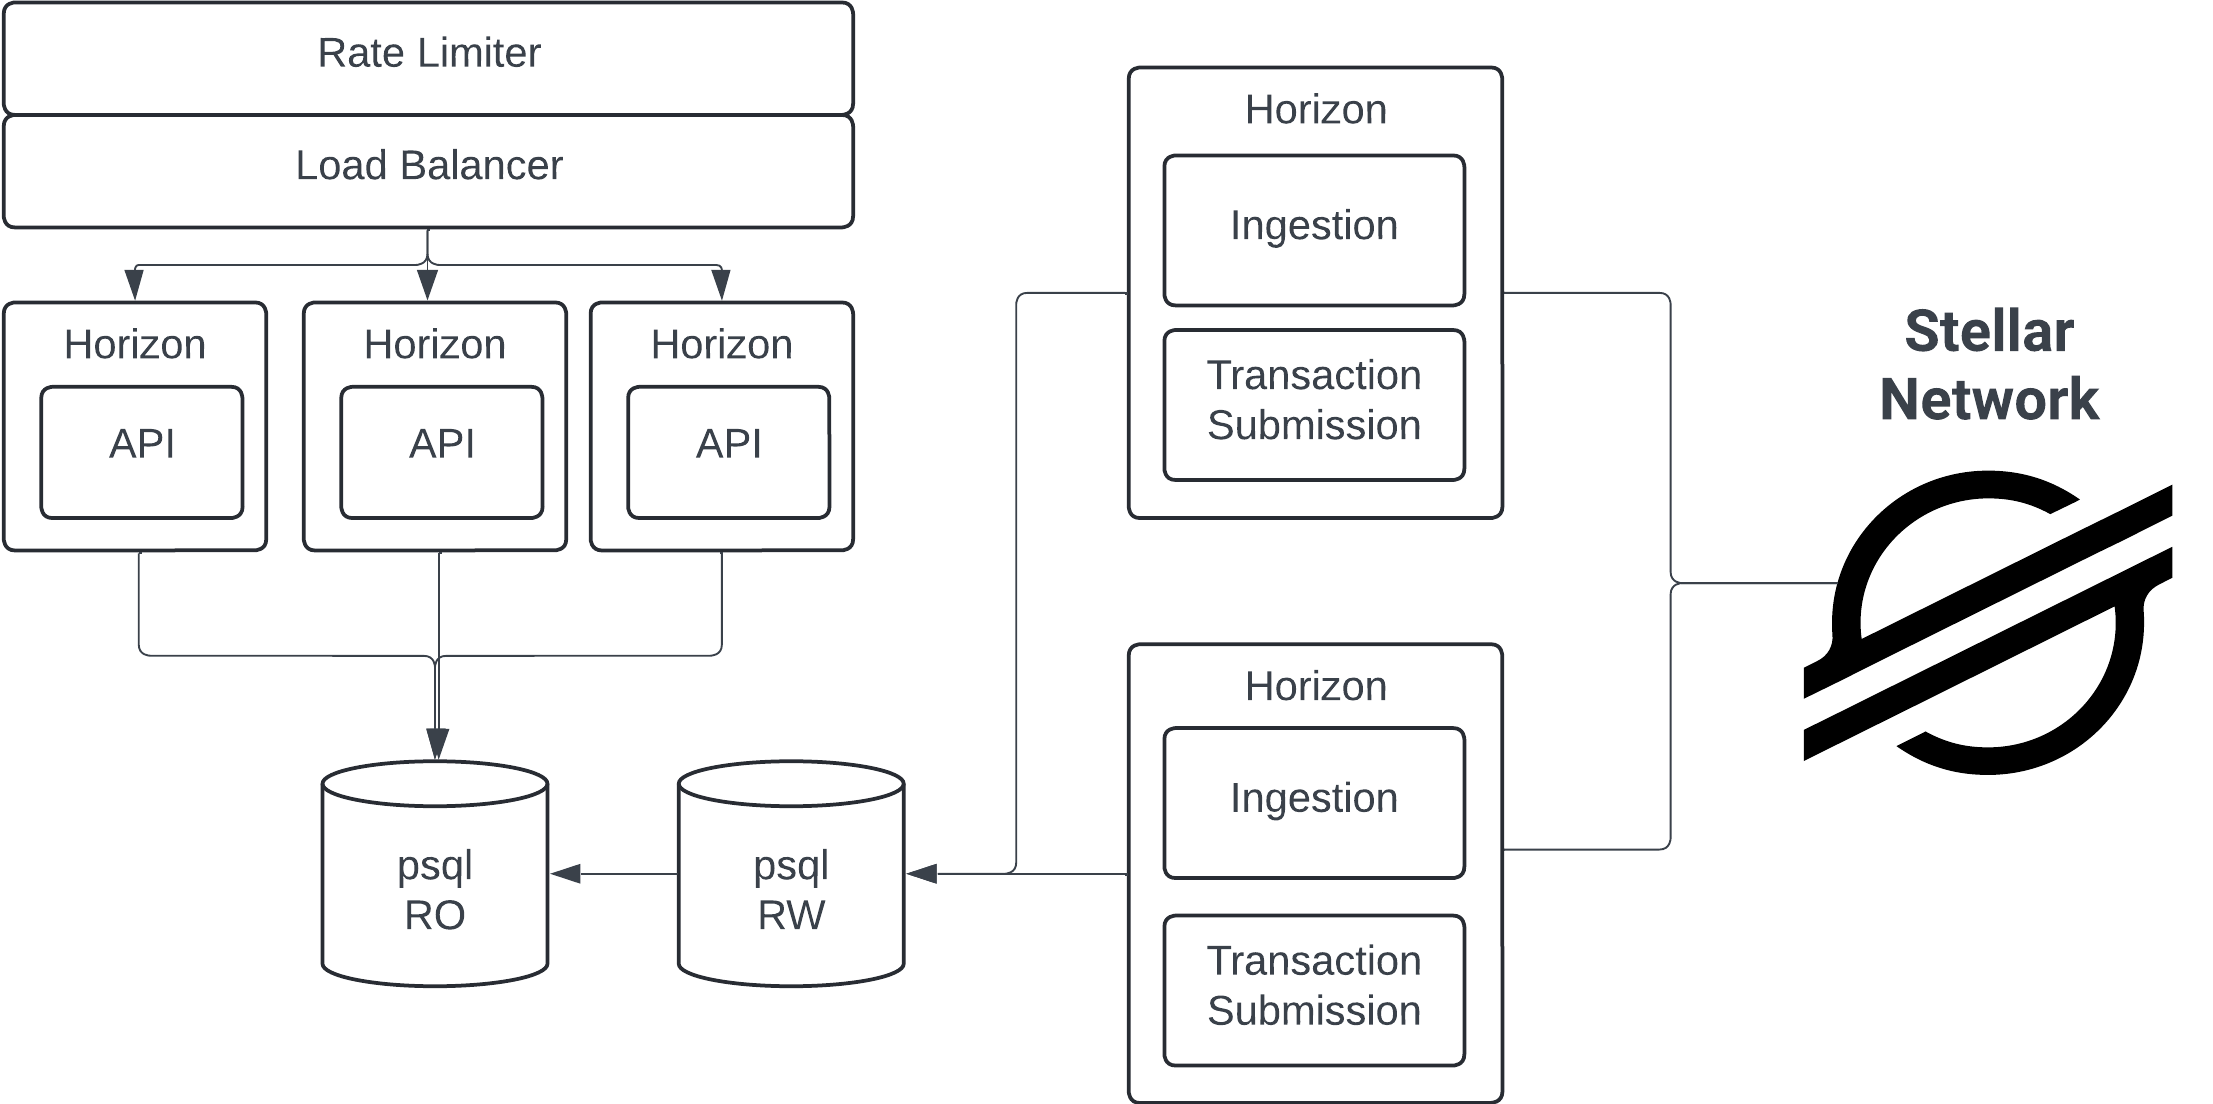 Rate Limiter
Load Balancer
Horizon
API
Horizon
API
Horizon
API
psql
RO
psql
RW
Horizon
Ingestion
Transaction
Submission
Horizon
Ingestion
Transaction
Submission
Stellar
Network